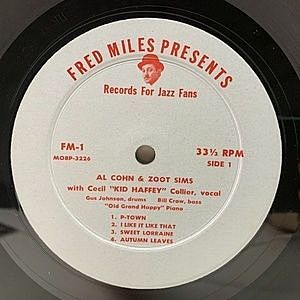 FRED MILES PRESENTS
Records For Jazz Fans
FM-1
33⅓ RPM
MOBP-3226
SIDE 1
AL COHN & ZOOT SIMS
with Cecil "KID HAFFEY" Collier, vocal
Gus Johnson, drums Bill Crow, bass
"Old Grand Happy" Piano
1. P-TOWN
2. I LIKE IT LIKE THAT
3. SWEET LORRAINE
4. AUTUMN LEAVES